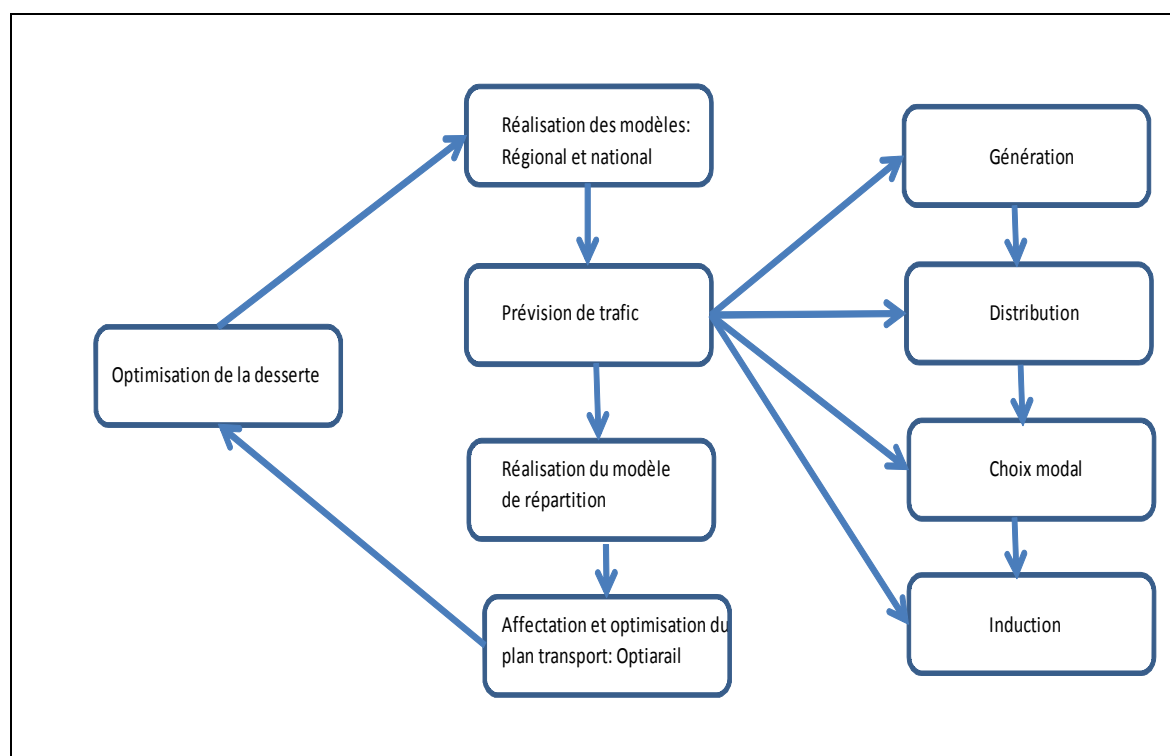 Réalisation des modèles:
Régional et national
Génération
Prévision de trafic
Distribution
Optimisation de la desserte
Réalisation du modèle
de répartition
Choix modal
Affectation et optimisation du
plan transport: Optiarail
Induction